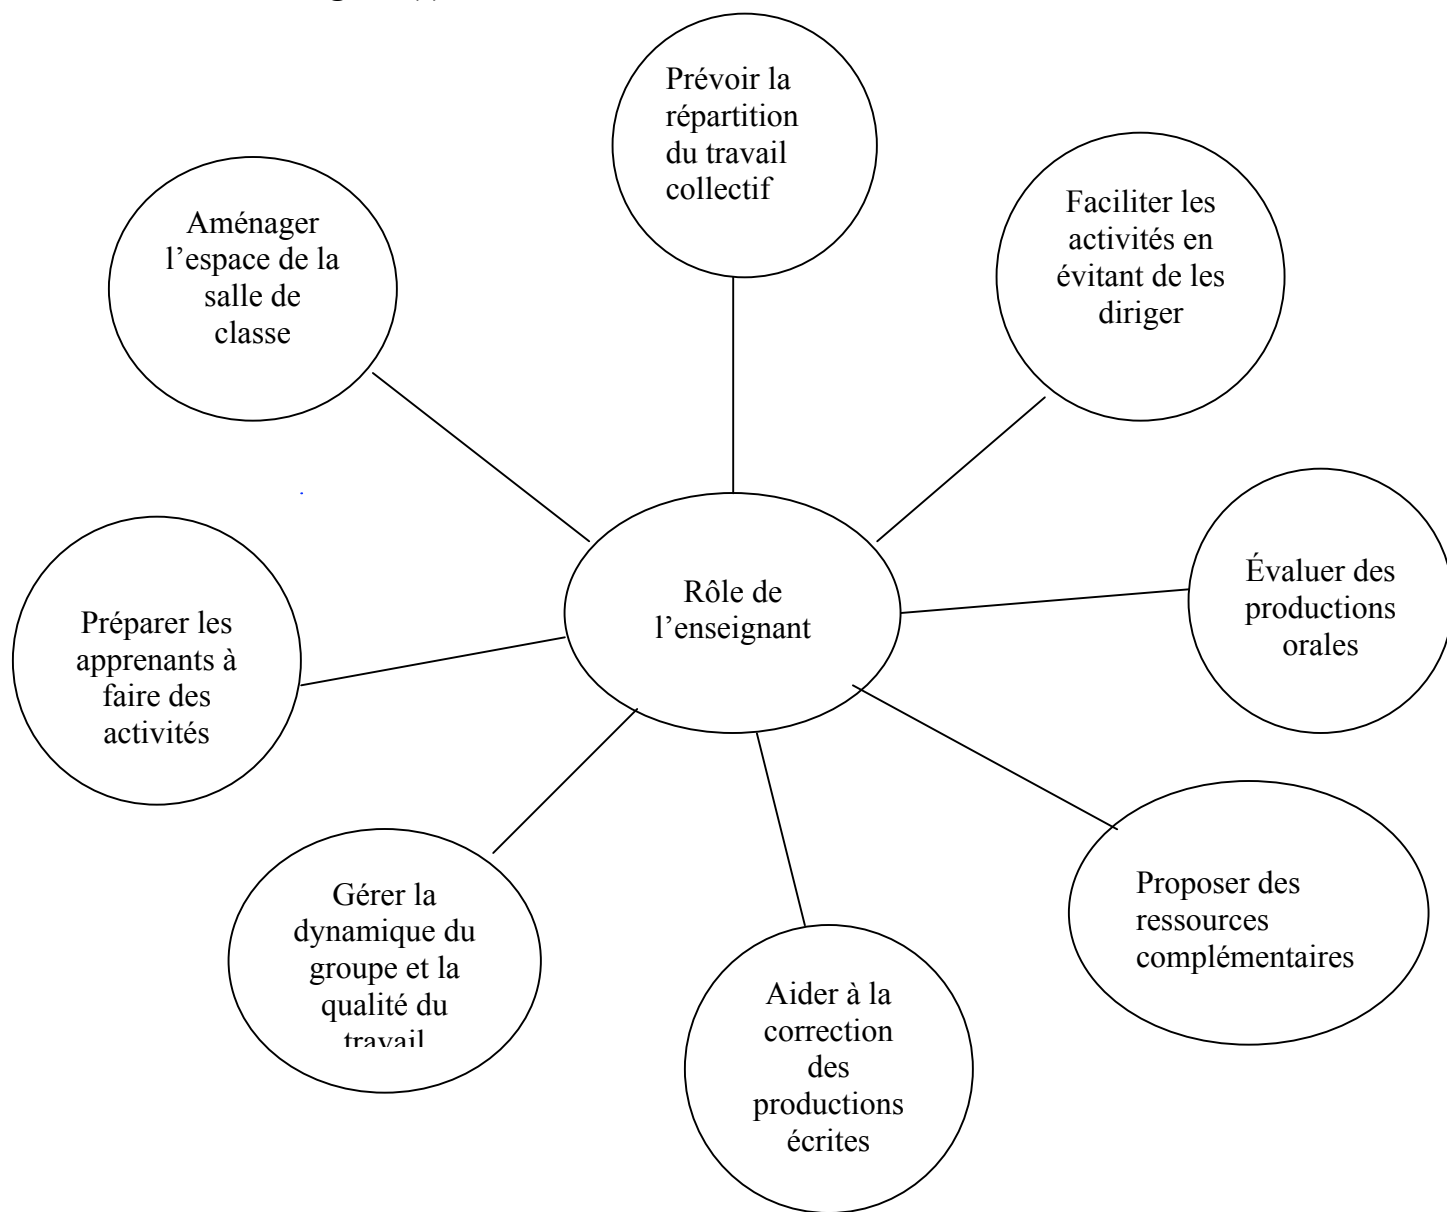 Prévoir la
répartition
du travail
collectif
Faciliter les
activités en
évitant de les
diriger
Aménager
l’espace de la
salle de
classe
Évaluer des
productions
orales
Rôle de
l’enseignant
Préparer les
apprenants à
faire des
activités
Proposer des
ressources
complémentaires
Gérer la
dynamique du
groupe et la
qualité du
travail
Aider à la
correction
des
productions
écrites